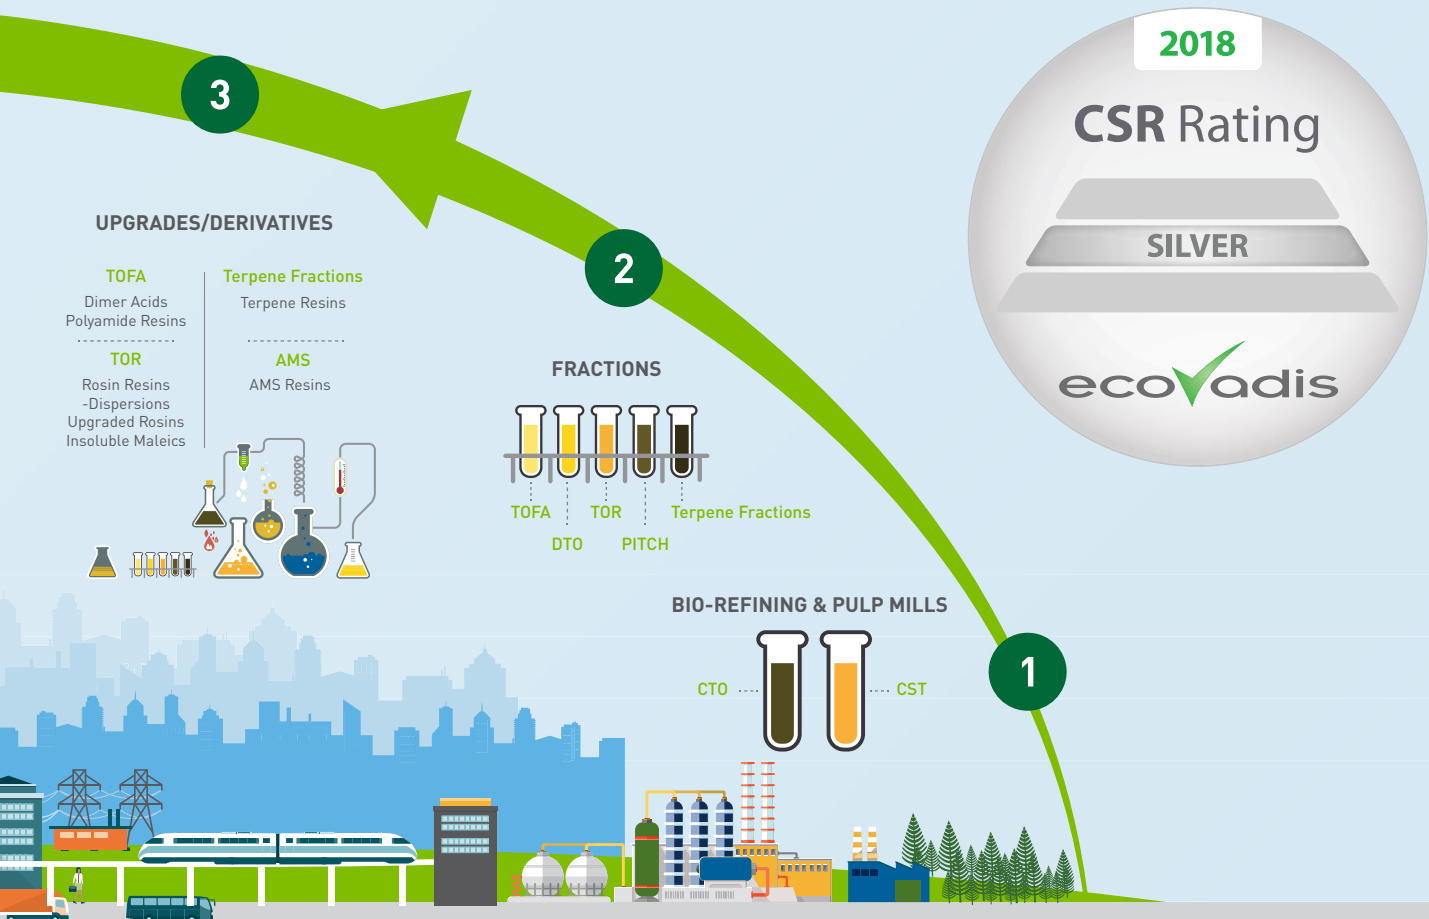 2018
CSR Rating
SILVER
ecovadis
3
2
1
UPGRADES/DERIVATIVES
TOFA
Dimer Acids
Polyamide Resins
TOR
Rosin Resins
-Dispersions
Upgraded Rosins
Insoluble Maleics
Terpene Fractions
Terpene Resins
AMS
AMS Resins
FRACTIONS
TOFA
TOR
Terpene Fractions
DTO
PITCH
BIO-REFINING & PULP MILLS
CTO
CST